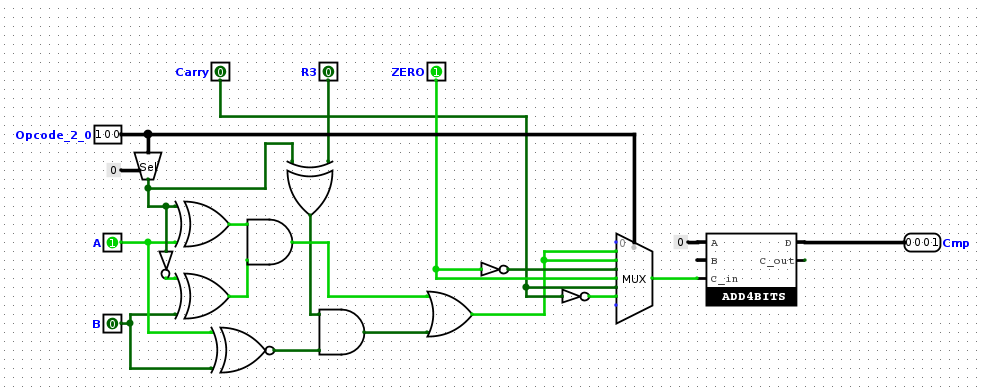 Carry 0 R3 0 ZERO 1
Opcode_2_0 1 0 0
0 Sel
A 1
0 MUX
0 A D 0 0 0 1 Cmp
B C_out
C_in
ADD4BITS
B 0